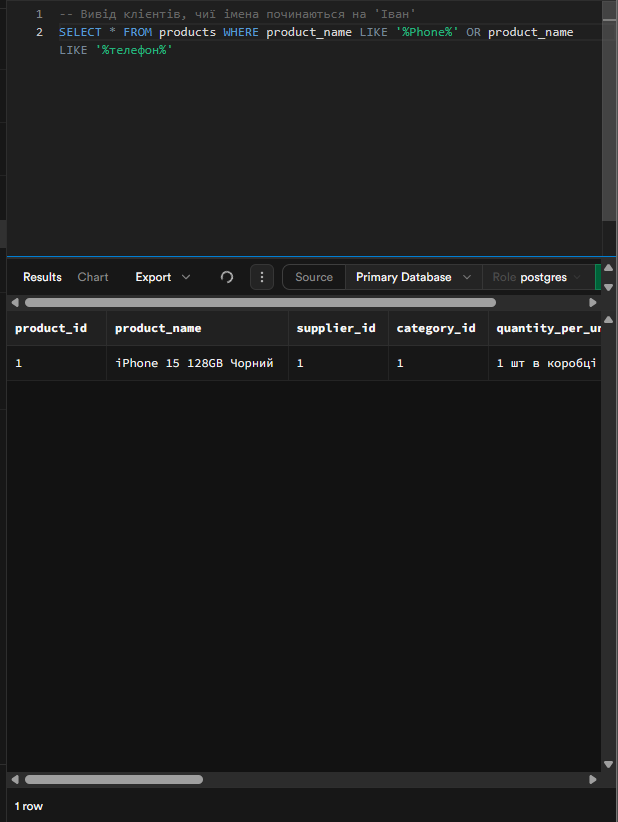 1 -- Вивід клієнтів, чиї імена починаються на 'Іван'
2 SELECT * FROM products WHERE product_name LIKE '%Phone%' OR product_name
LIKE '%телефон%'
Results Chart Export Source Primary Database Role postgres
product_id product_name supplier_id category_id quantity_per_un
1 iPhone 15 128GB Чорний 1 1 1 шт в коробці
1 row